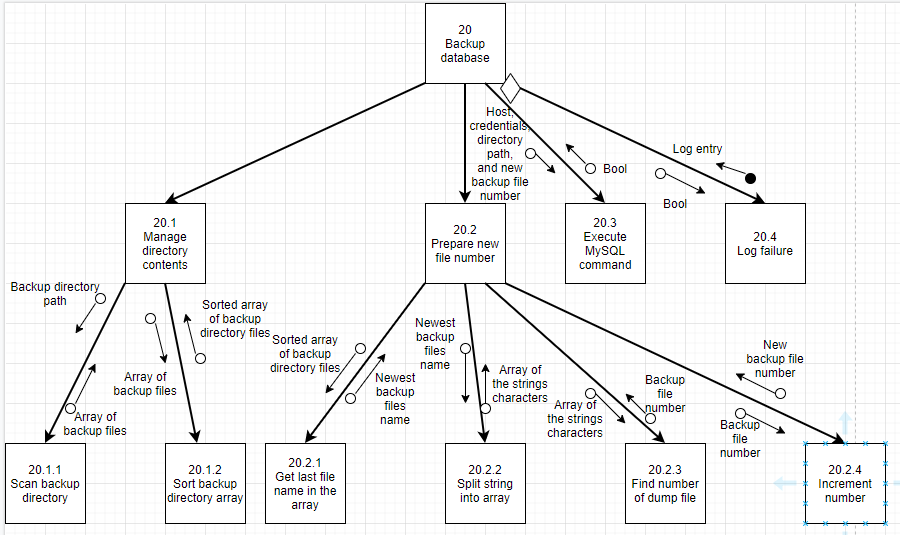 20
Backup
database
Host,
credentials,
directory
path,
and new
backup file
number
Bool
Log entry
Bool
20.1
Manage
directory
contents
20.2
Prepare new
file number
20.3
Execute
MySQL
command
20.4
Log failure
Backup directory
path
Array of
backup files
Array of
backup files
Sorted array
of backup
directory files
Sorted array
of backup
directory files
Newest
backup
files
name
Newest
backup
files
name
Array of
the strings
characters
Array of
the strings
characters
Backup
file
number
New
backup file
number
Backup
file
number
20.1.1
Scan backup
directory
20.1.2
Sort backup
directory array
20.2.1
Get last file
name in the
array
20.2.2
Split string
into array
20.2.3
Find number
of dump file
20.2.4
Increment
number